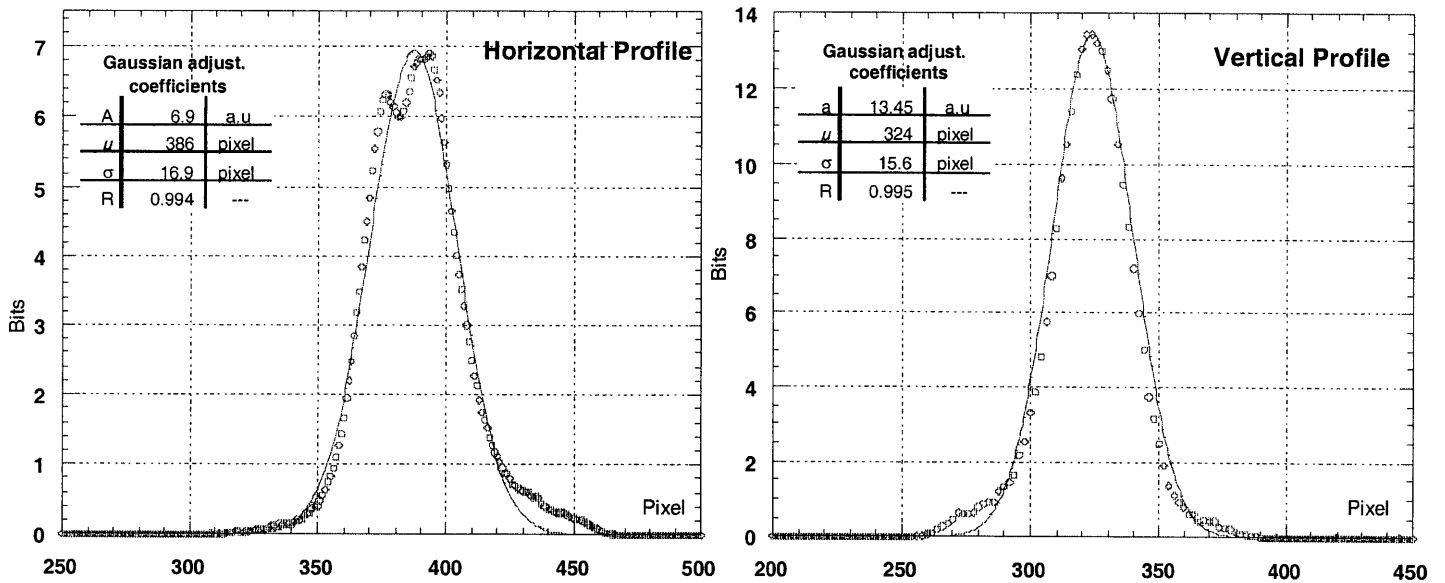 Horizontal Profile
Gaussian adjust.
coefficients
A 6.9 a.u
μ 386 pixel
σ 16.9 pixel
R 0.994 ---
Bits
7
6
5
4
3
2
1
0
Pixel
250 300 350 400 450 500
Vertical Profile
Gaussian adjust.
coefficients
a 13.45 a.u
μ 324 pixel
σ 15.6 pixel
R 0.995 ---
Bits
14
12
10
8
6
4
2
0
Pixel
200 250 300 350 400 450